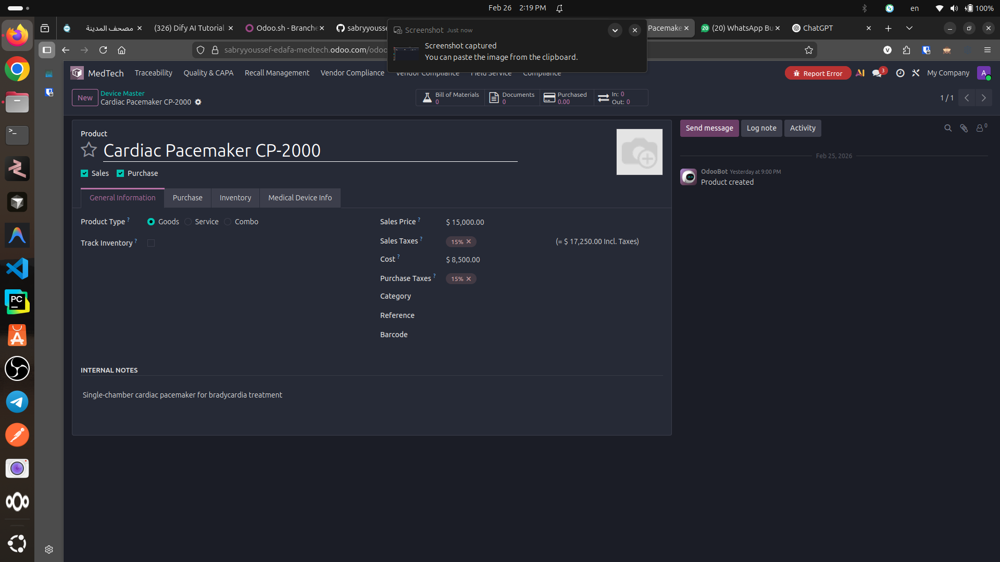 Feb 26 2:19 PM
en 100%
مصحف المدينة
(326) Dify AI Tutorial
Odoo.sh - Branche
sabryyousse
Pacemake
(20) WhatsApp Bu
ChatGPT
Screenshot Just now
Screenshot captured
You can paste the image from the clipboard.
sabryyoussef-edafa-medtech.odoo.com/odoo
MedTech Traceability Quality & CAPA Recall Management Vendor Compliance Vendor Compliance Field Service Compliance
Report Error
AI
3
My Company
A
New
Device Master
Cardiac Pacemaker CP-2000
Bill of Materials
0
Documents
0
Purchased
0.00
In: 0
Out: 0
1 / 1
Product
Cardiac Pacemaker CP-2000
Sales Purchase
General Information Purchase Inventory Medical Device Info
Product Type ? Goods Service Combo
Track Inventory ?
Sales Price ? $ 15,000.00
Sales Taxes ? 15% (= $ 17,250.00 Incl. Taxes)
Cost ? $ 8,500.00
Purchase Taxes ? 15%
Category
Reference
Barcode
INTERNAL NOTES
Single-chamber cardiac pacemaker for bradycardia treatment
Send message Log note Activity
0
Feb 25, 2026
OdooBot Yesterday at 9:00 PM
Product created
PC